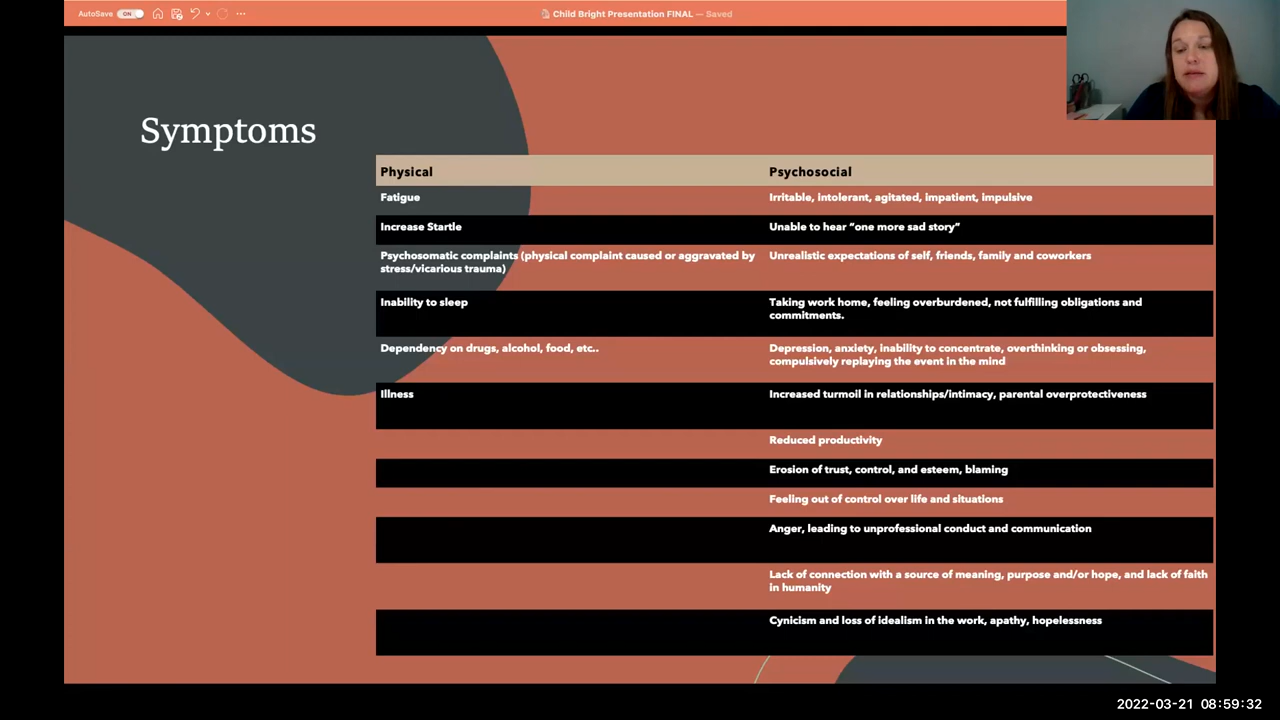 AutoSave ON
Child Bright Presentation FINAL — Saved
Symptoms
Physical Psychosocial
Fatigue Irritable, intolerant, agitated, impatient, impulsive
Increase Startle Unable to hear “one more sad story”
Psychosomatic complaints (physical complaint caused or aggravated by
stress/vicarious trauma)
Unrealistic expectations of self, friends, family and coworkers
Inability to sleep
Taking work home, feeling overburdened, not fulfilling obligations and
commitments.
Dependency on drugs, alcohol, food, etc..
Depression, anxiety, inability to concentrate, overthinking or obsessing,
compulsively replaying the event in the mind
Illness Increased turmoil in relationships/intimacy, parental overprotectiveness
Reduced productivity
Erosion of trust, control, and esteem, blaming
Feeling out of control over life and situations
Anger, leading to unprofessional conduct and communication
Lack of connection with a source of meaning, purpose and/or hope, and lack of faith
in humanity
Cynicism and loss of idealism in the work, apathy, hopelessness
2022-03-21 08:59:32